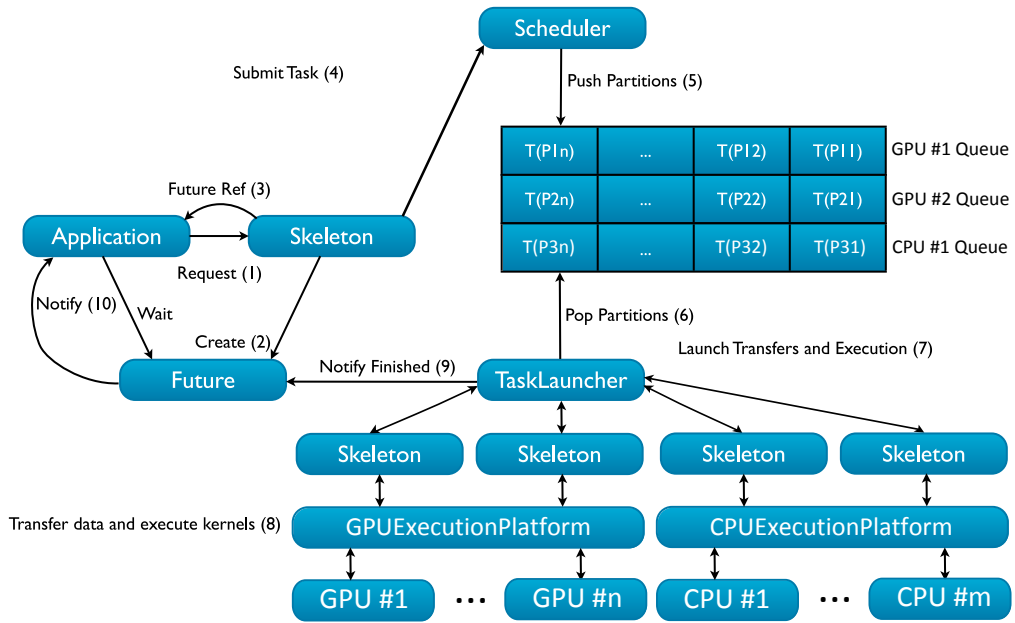 Scheduler
Submit Task (4)
Push Partitions (5)
T(P1n) ... T(P12) T(P11) GPU #1 Queue
T(P2n) ... T(P22) T(P21) GPU #2 Queue
T(P3n) ... T(P32) T(P31) CPU #1 Queue
Future Ref (3)
Application
Skeleton
Request (1)
Notify (10)
Wait
Create (2)
Pop Partitions (6)
Launch Transfers and Execution (7)
Future
Notify Finished (9)
TaskLauncher
Skeleton Skeleton Skeleton Skeleton
Transfer data and execute kernels (8)
GPUExecutionPlatform CPUExecutionPlatform
GPU #1 ... GPU #n CPU #1 ... CPU #m